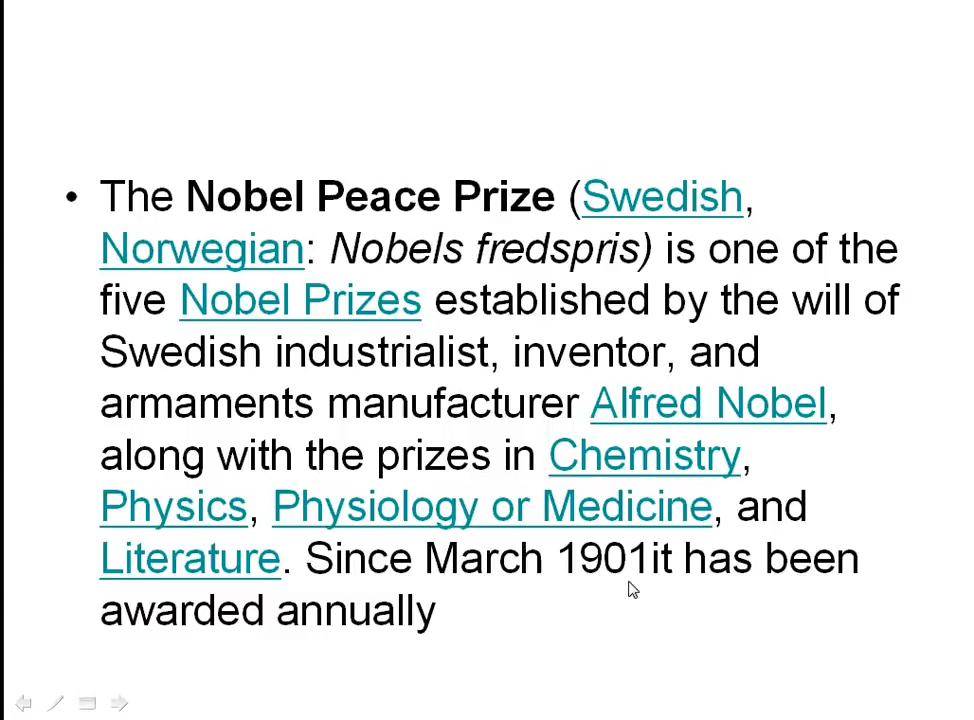 • The Nobel Peace Prize (Swedish,
Norwegian: Nobels fredspris) is one of the
five Nobel Prizes established by the will of
Swedish industrialist, inventor, and
armaments manufacturer Alfred Nobel,
along with the prizes in Chemistry,
Physics, Physiology or Medicine, and
Literature. Since March 1901it has been
awarded annually